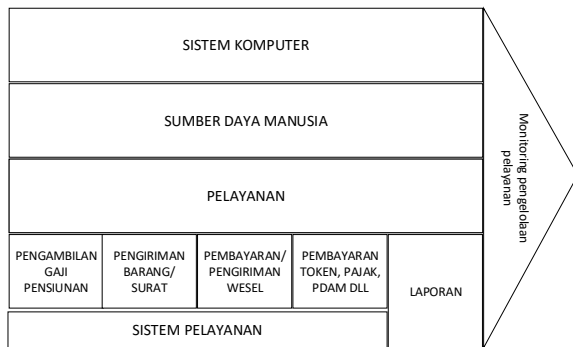 SISTEM KOMPUTER
SUMBER DAYA MANUSIA
PELAYANAN
PENGAMBILAN
GAJI
PENSIUNAN
PENGIRIMAN
BARANG/
SURAT
PEMBAYARAN/
PENGIRIMAN
WESEL
PEMBAYARAN
TOKEN, PAJAK,
PDAM DLL
LAPORAN
SISTEM PELAYANAN
Monitoring pengelolaan
pelayanan